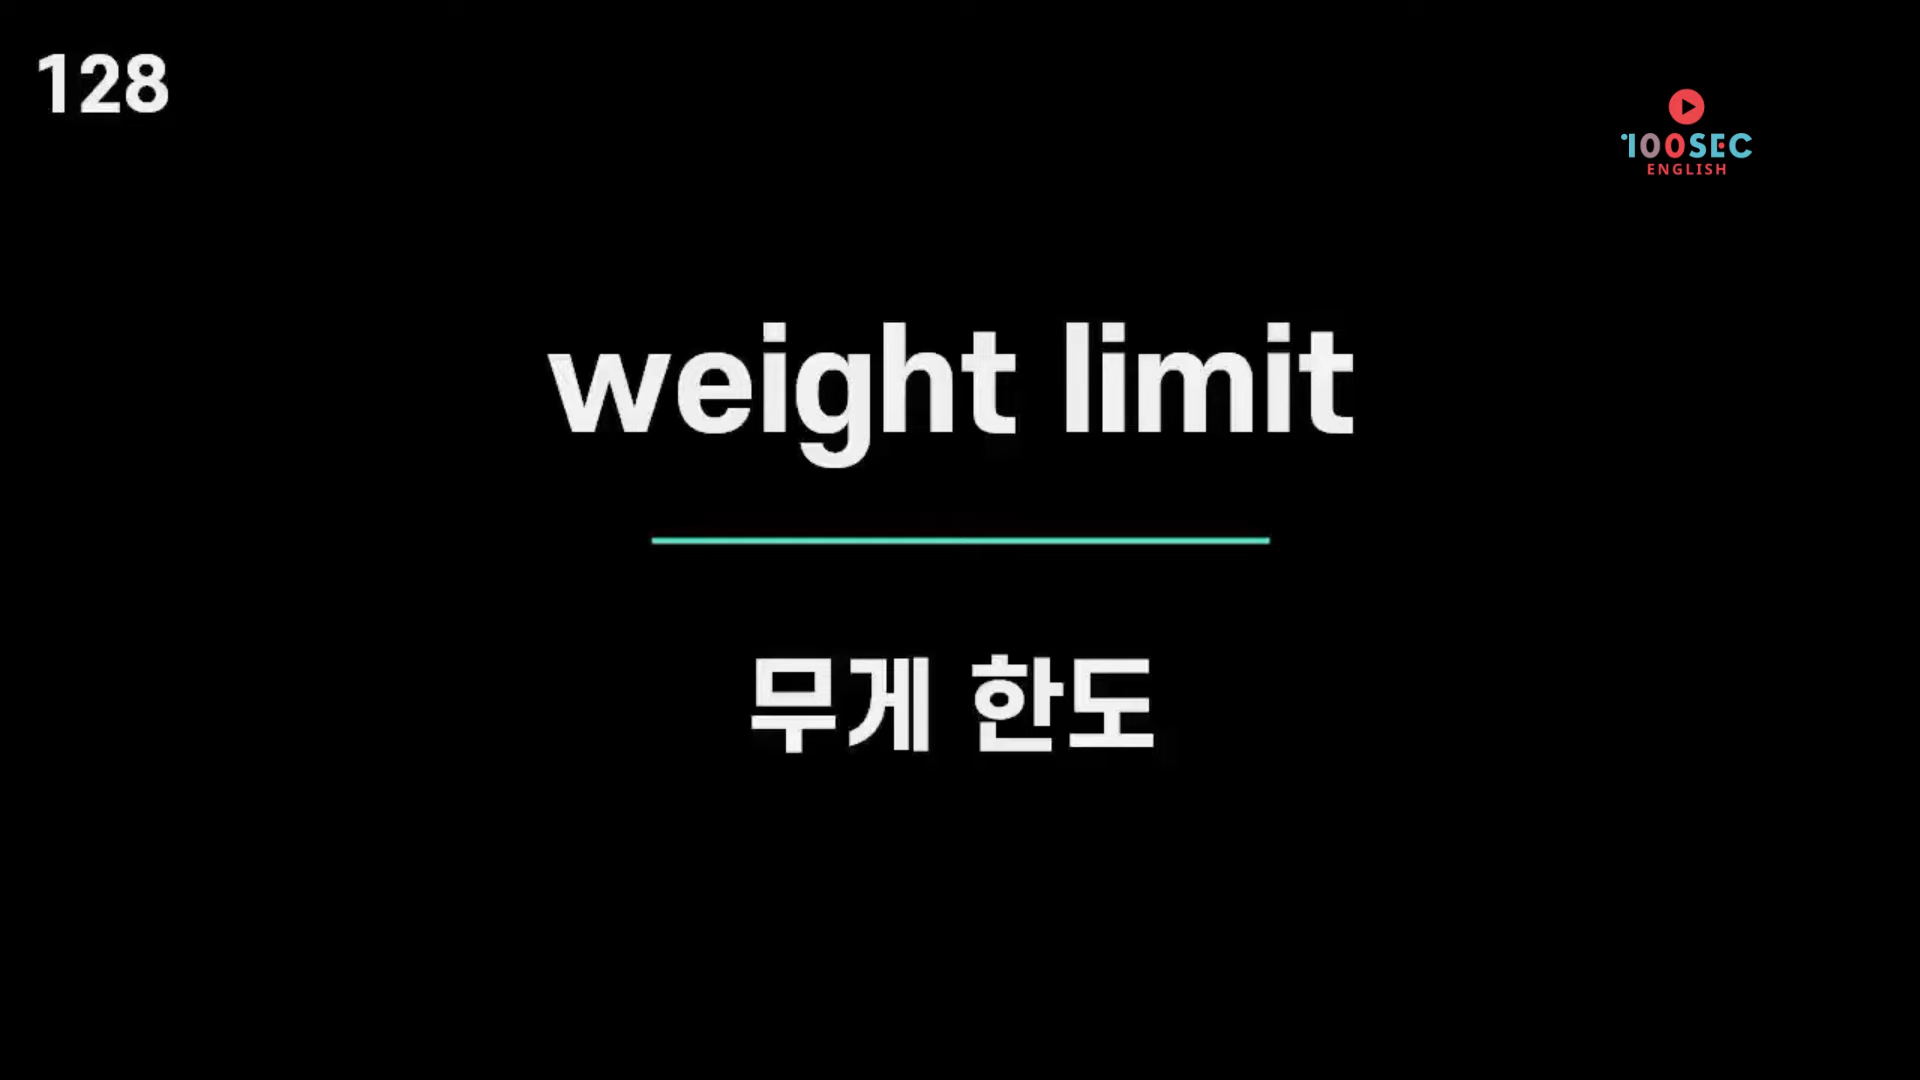 128
100SEC
ENGLISH
weight limit
무게 한도